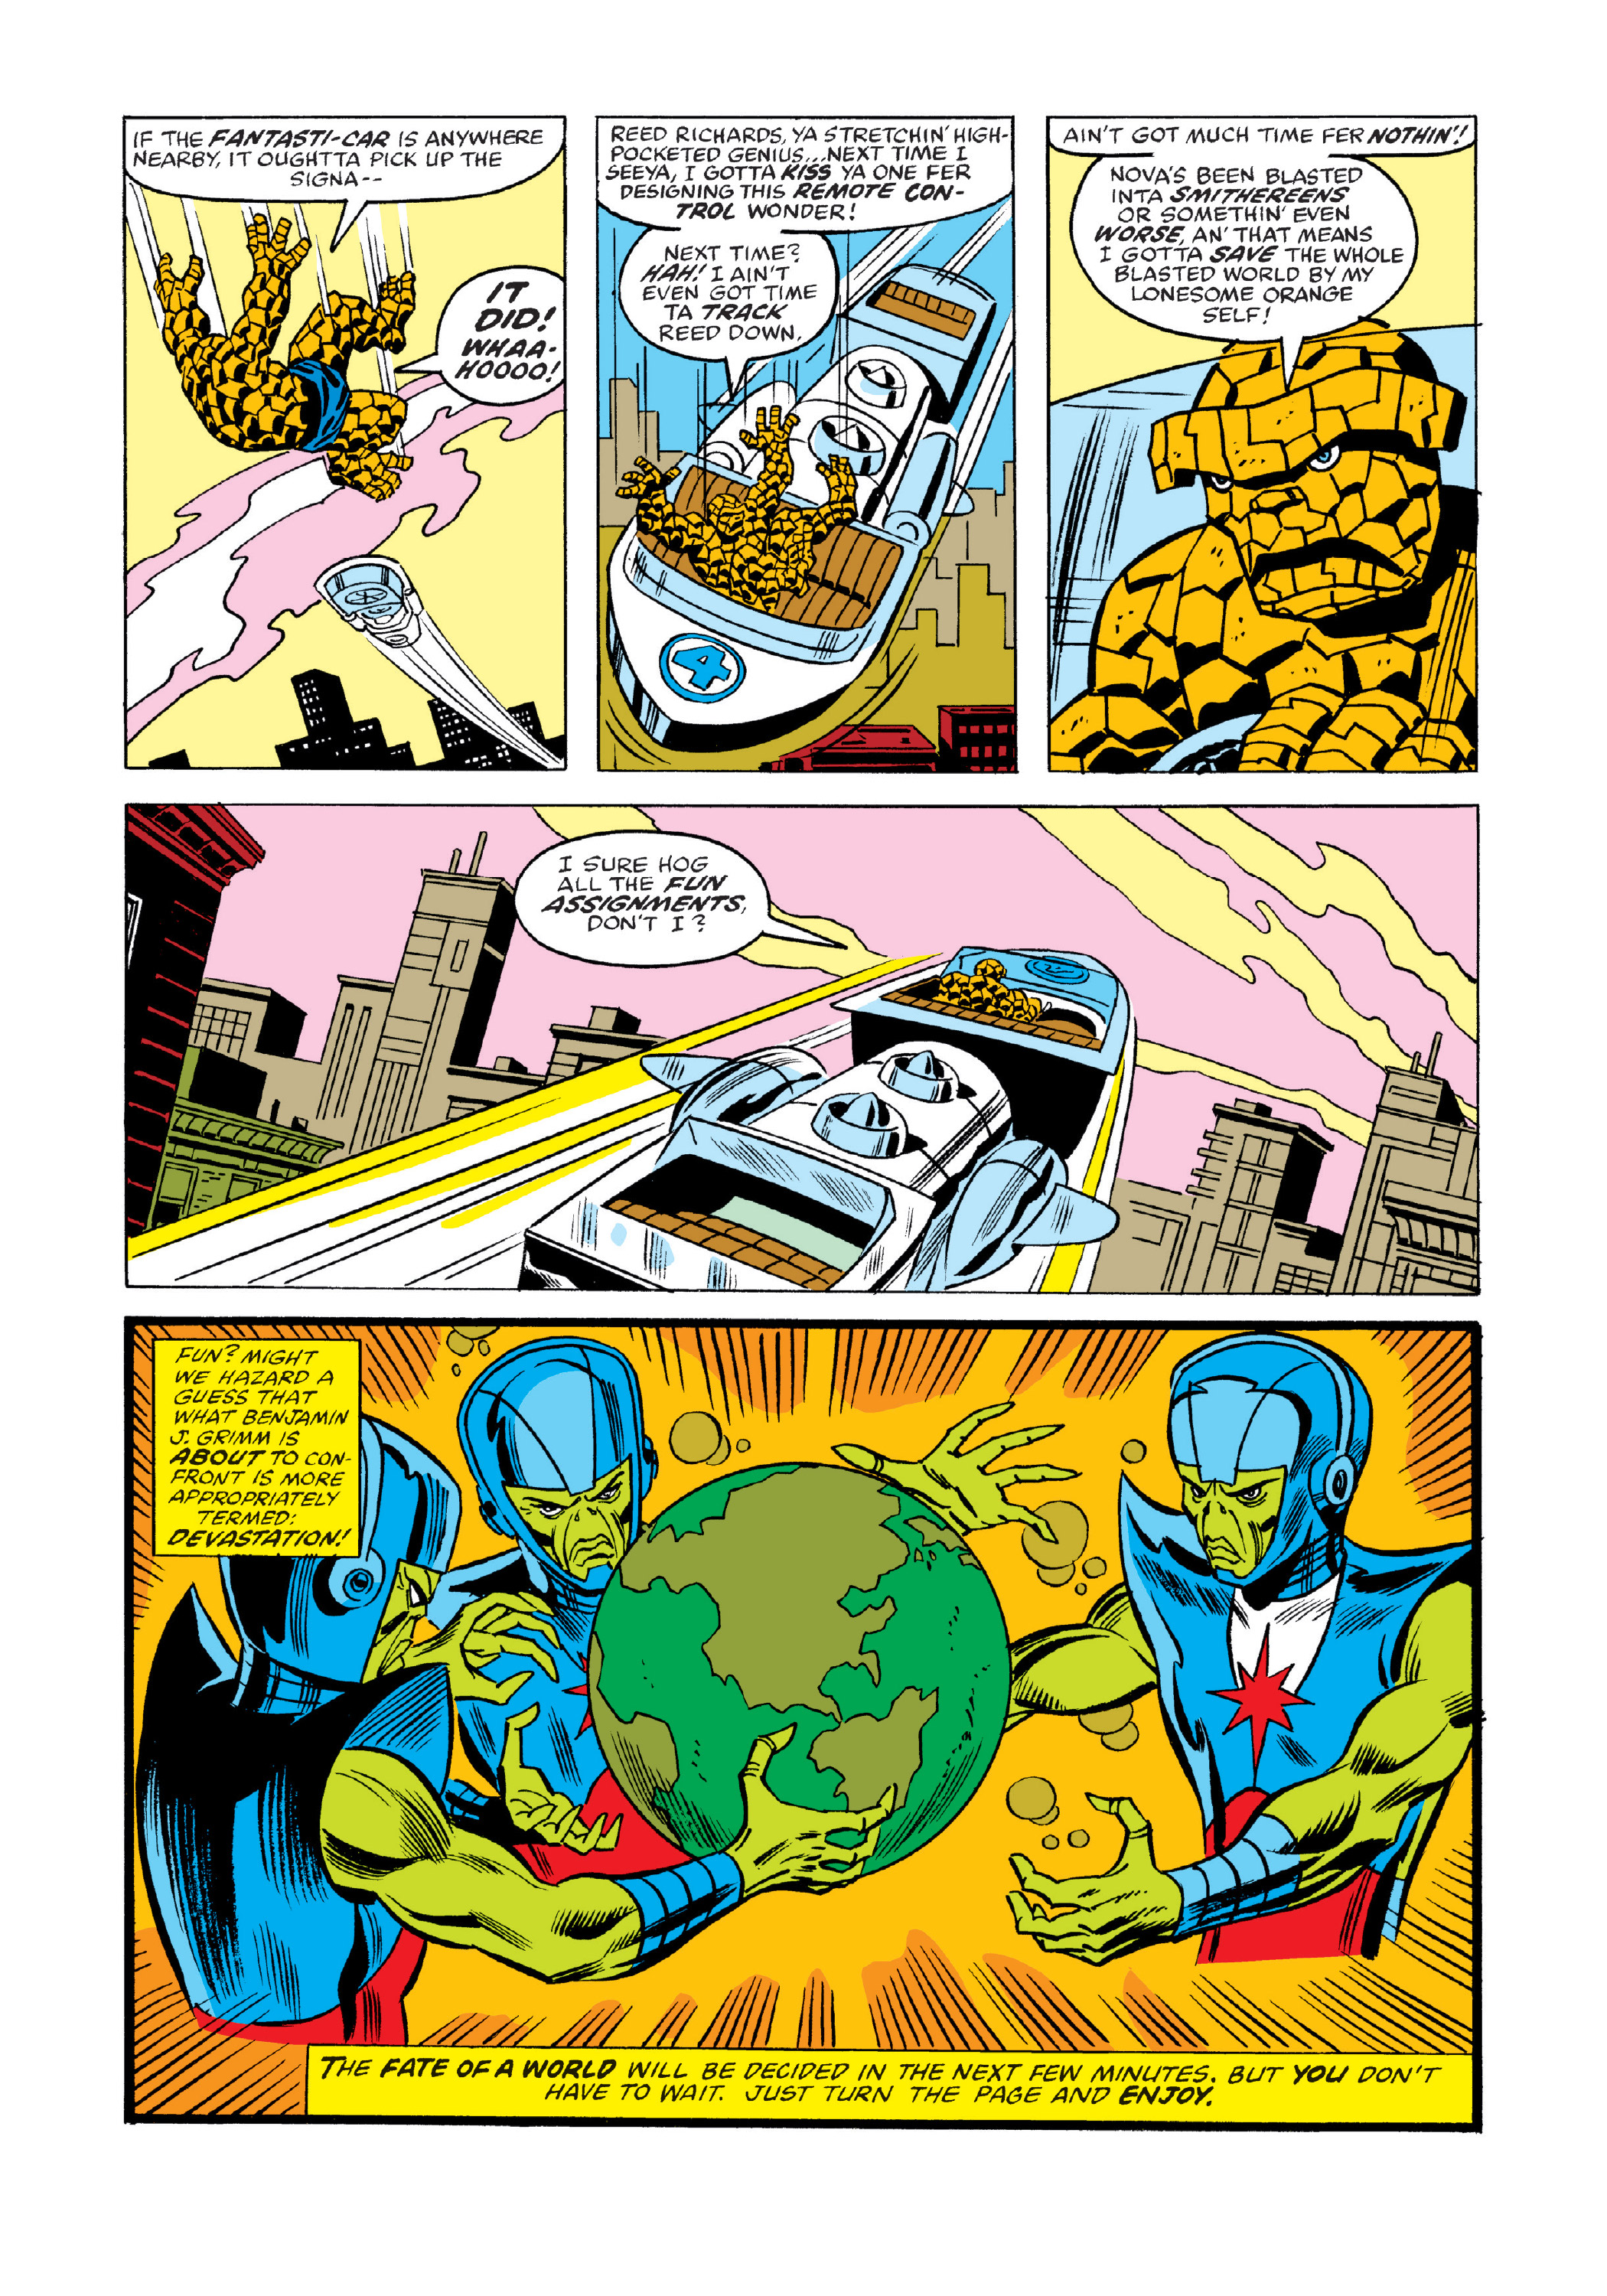 IF THE FANTASTI-CAR IS ANYWHERE
NEARBY, IT OUGHTTA PICK UP THE
SIGNA--
IT
DID!
WHAA-
HOOOO!
REED RICHARDS, YA STRETCHIN' HIGH-
POCKETED GENIUS...NEXT TIME I
SEEYA, I GOTTA KISS YA ONE FER
DESIGNING THIS REMOTE CON-
TROL WONDER!
NEXT TIME?
HAH! I AIN'T
EVEN GOT TIME
TA TRACK
REED DOWN.
4
AIN'T GOT MUCH TIME FER NOTHIN'!
NOVA'S BEEN BLASTED
INTA SMITHEREENS
OR SOMETHIN' EVEN
WORSE, AN' THAT MEANS
I GOTTA SAVE THE WHOLE
BLASTED WORLD BY MY
LONESOME ORANGE
SELF!
I SURE HOG
ALL THE FUN
ASSIGNMENTS,
DON'T I?
FUN? MIGHT
WE HAZARD A
GUESS THAT
WHAT BENJAMIN
J. GRIMM IS
ABOUT TO CON-
FRONT IS MORE
APPROPRIATELY
TERMED:
DEVASTATION!
THE FATE OF A WORLD WILL BE DECIDED IN THE NEXT FEW MINUTES. BUT YOU DON'T
HAVE TO WAIT. JUST TURN THE PAGE AND ENJOY.